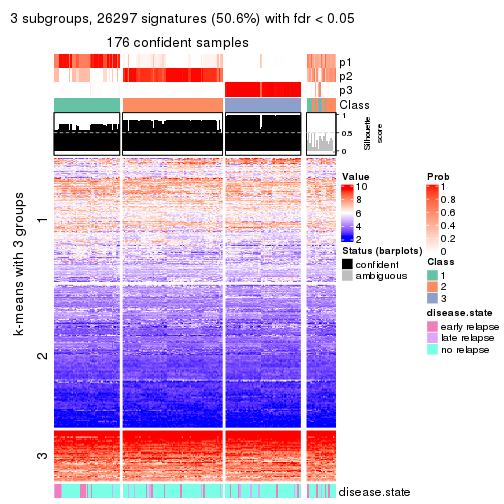 3 subgroups, 26297 signatures (50.6%) with fdr < 0.05
176 confident samples
p1
p2
p3
Class
1
0.5
0
Silhouette
score
k-means with 3 groups
1
2
3
Value
10
8
6
4
2
Status (barplots)
confident
ambiguous
Prob
1
0.8
0.6
0.4
0.2
0
Class
1
2
3
disease.state
early relapse
late relapse
no relapse
disease.state